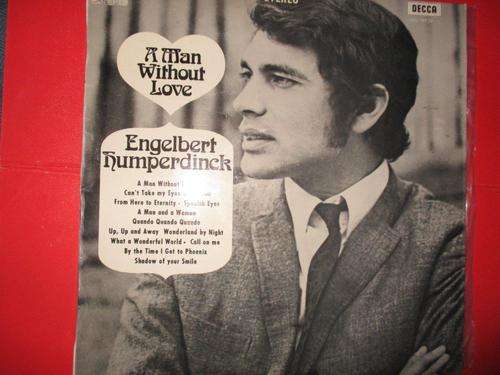 STEREO
DECCA
A Man
Without
Love
Engelbert
Humperdinck
A Man Without
Can't Take my Eyes
From Here to Eternity • Spanish Eyes
A Man and a Woman
Quando Quando Quando
Up, Up and Away Wonderland by Night
What a Wonderful World • Call on me
By the Time I Get to Phoenix
Shadow of your Smile